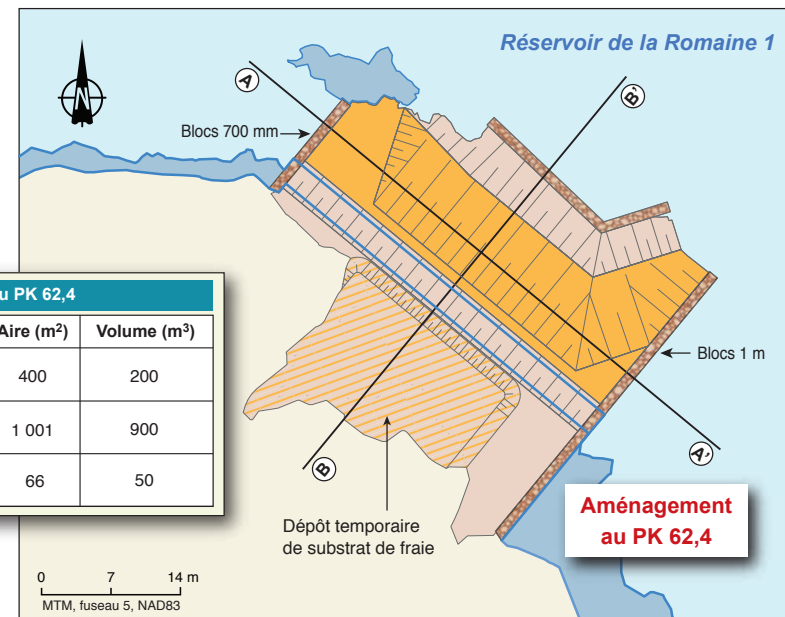 Réservoir de la Romaine 1
A
B'
N
Blocs 700 mm
au PK 62,4
Aire (m²) Volume (m³)
400 200
1 001 900
66 50
Blocs 1 m
A'
B
Aménagement
au PK 62,4
Dépôt temporaire
de substrat de fraie
0 7 14 m
MTM, fuseau 5, NAD83